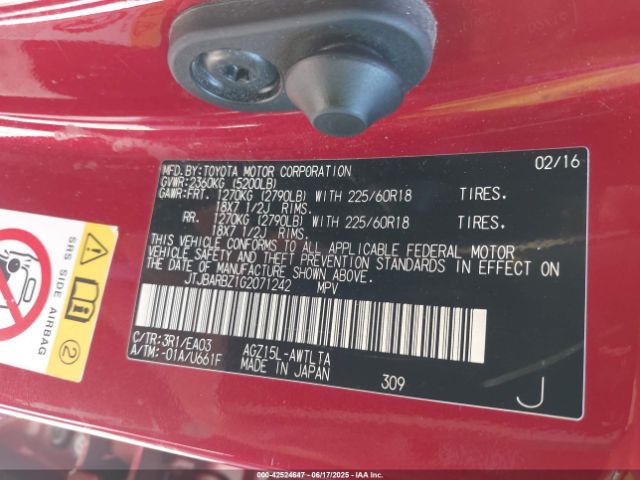 MFD.BY:TOYOTA MOTOR CORPORATION 02/16
GVWR:2360KG (5200LB)
GAWR:FRT. 1270KG (2790LB) WITH 225/60R18 TIRES.
18X7 1/2J RIMS.
RR. 1270KG (2790LB) WITH 225/60R18 TIRES.
18X7 1/2J RIMS.
THIS VEHICLE CONFORMS TO ALL APPLICABLE FEDERAL MOTOR
VEHICLE SAFETY AND THEFT PREVENTION STANDARDS IN EFFECT ON
THE DATE OF MANUFACTURE SHOWN ABOVE.
JTJBARBZ1G2071242 MPV
C/TR:3R1/EA03 AGZ15L-AWTLTA
A/TM:-01A/U661F MADE IN JAPAN 309 J
SRS SIDE
AIRBAG
2
000--42524647 - 06/17/2025 - IAAI.COM